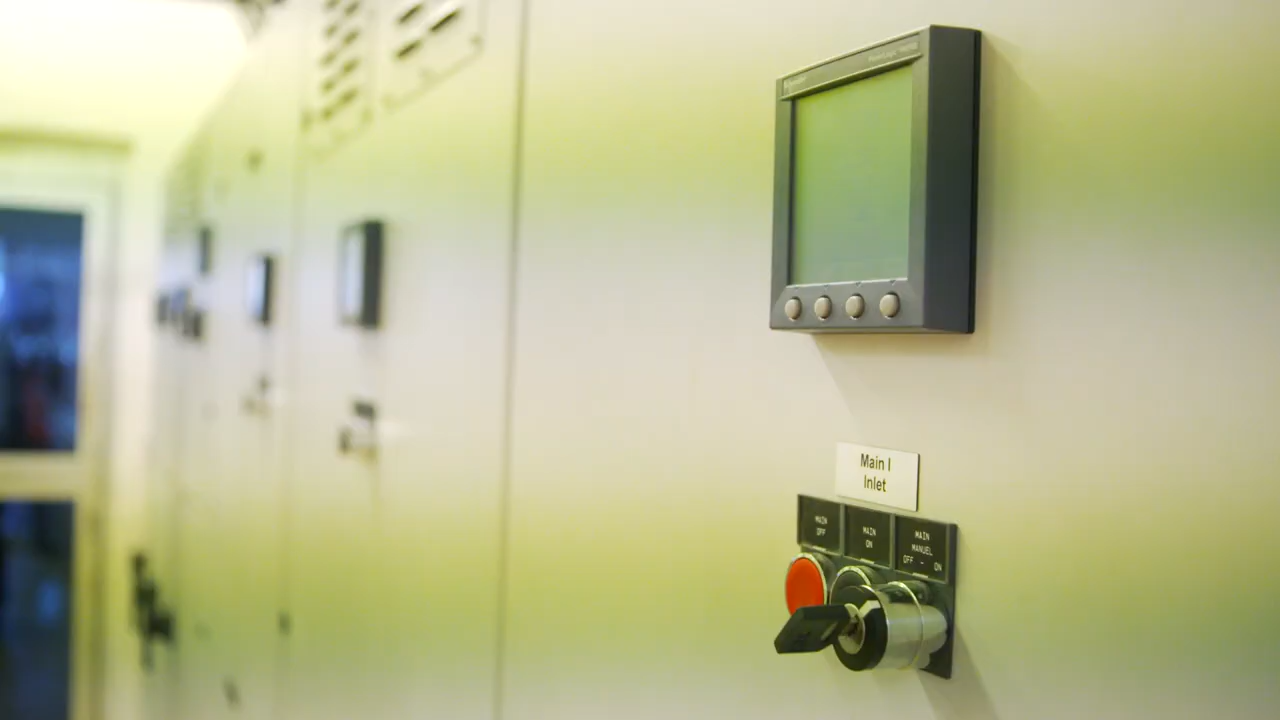 Main I
Inlet
MAIN
OFF
MAIN
ON
MAIN
MANUEL
OFF - ON